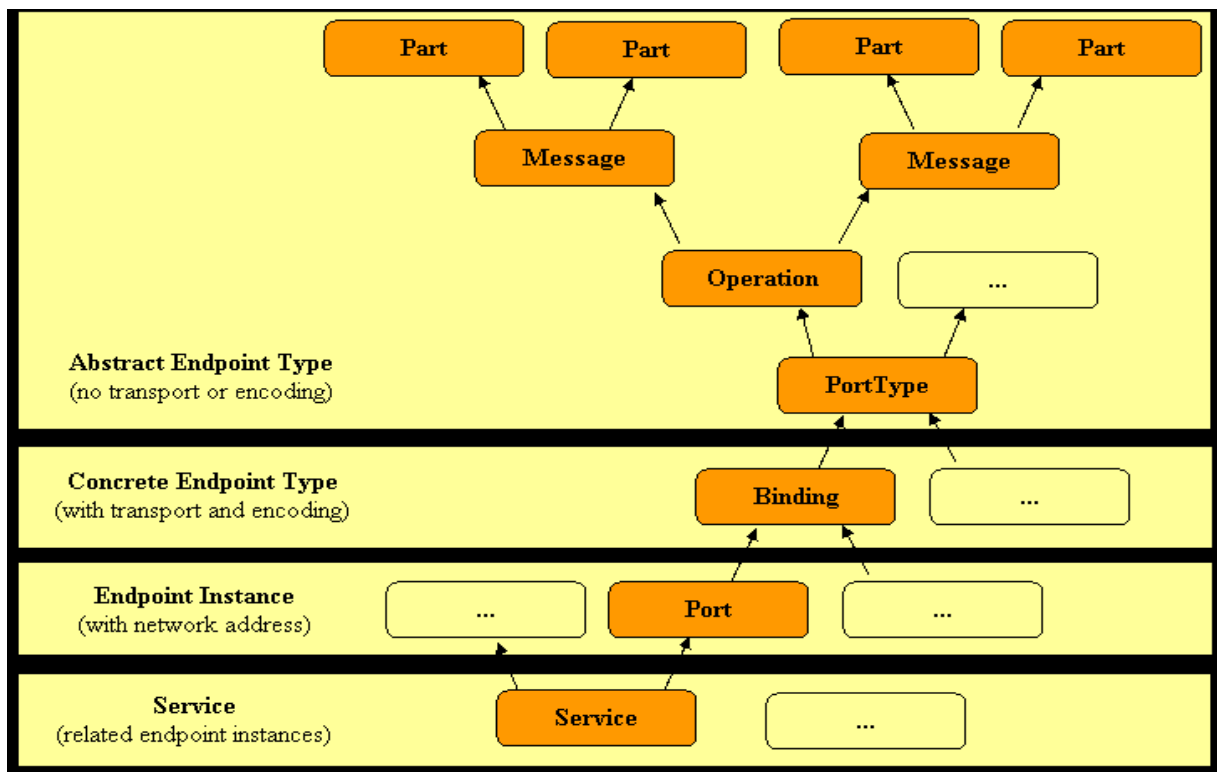 Part
Part
Part
Part
Message
Message
Operation
...
Abstract Endpoint Type
(no transport or encoding)
PortType
Concrete Endpoint Type
(with transport and encoding)
Binding
...
Endpoint Instance
(with network address)
...
Port
...
Service
(related endpoint instances)
Service
...